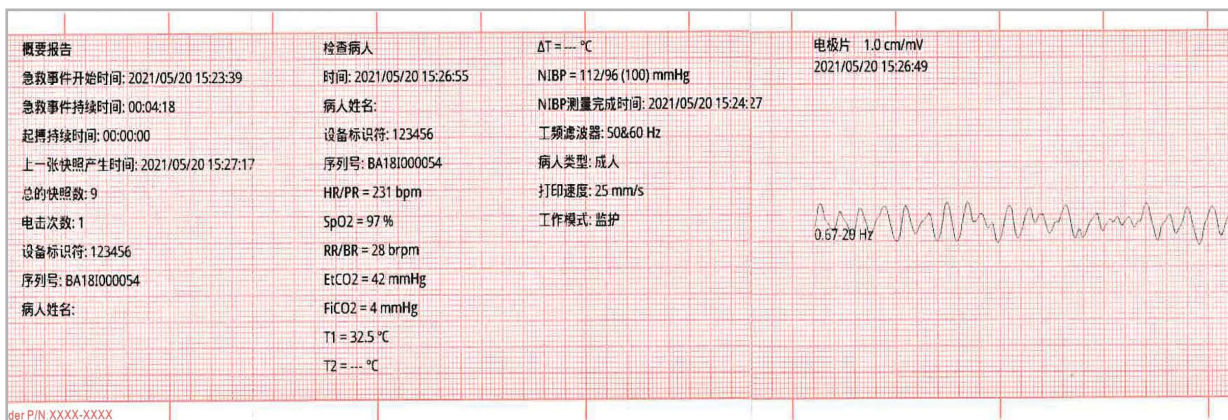 概要报告
急救事件开始时间: 2021/05/20 15:23:39
急救事件持续时间: 00:04:18
起搏持续时间: 00:00:00
上一张快照产生时间: 2021/05/20 15:27:17
总的快照数: 9
电击次数: 1
设备标识符: 123456
序列号: BA18I000054
病人姓名:
检查病人
时间: 2021/05/20 15:26:55
病人姓名:
设备标识符: 123456
序列号: BA18I000054
HR/PR = 231 bpm
SpO2 = 97 %
RR/BR = 28 brpm
EtCO2 = 42 mmHg
FiCO2 = 4 mmHg
T1 = 32.5 °C
T2 = --- °C
ΔT = --- °C
NIBP = 112/96 (100) mmHg
NIBP测量完成时间: 2021/05/20 15:24:27
工频滤波器: 50&60 Hz
病人类型: 成人
打印速度: 25 mm/s
工作模式: 监护
电极片 1.0 cm/mV
2021/05/20 15:26:49
0.67-20 Hz
der P/N XXXX-XXXX